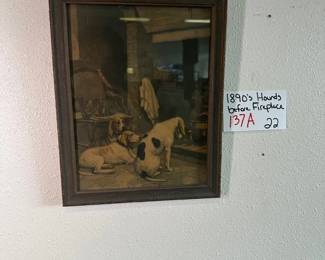 1890's Hounds
before Fireplace
137A 22